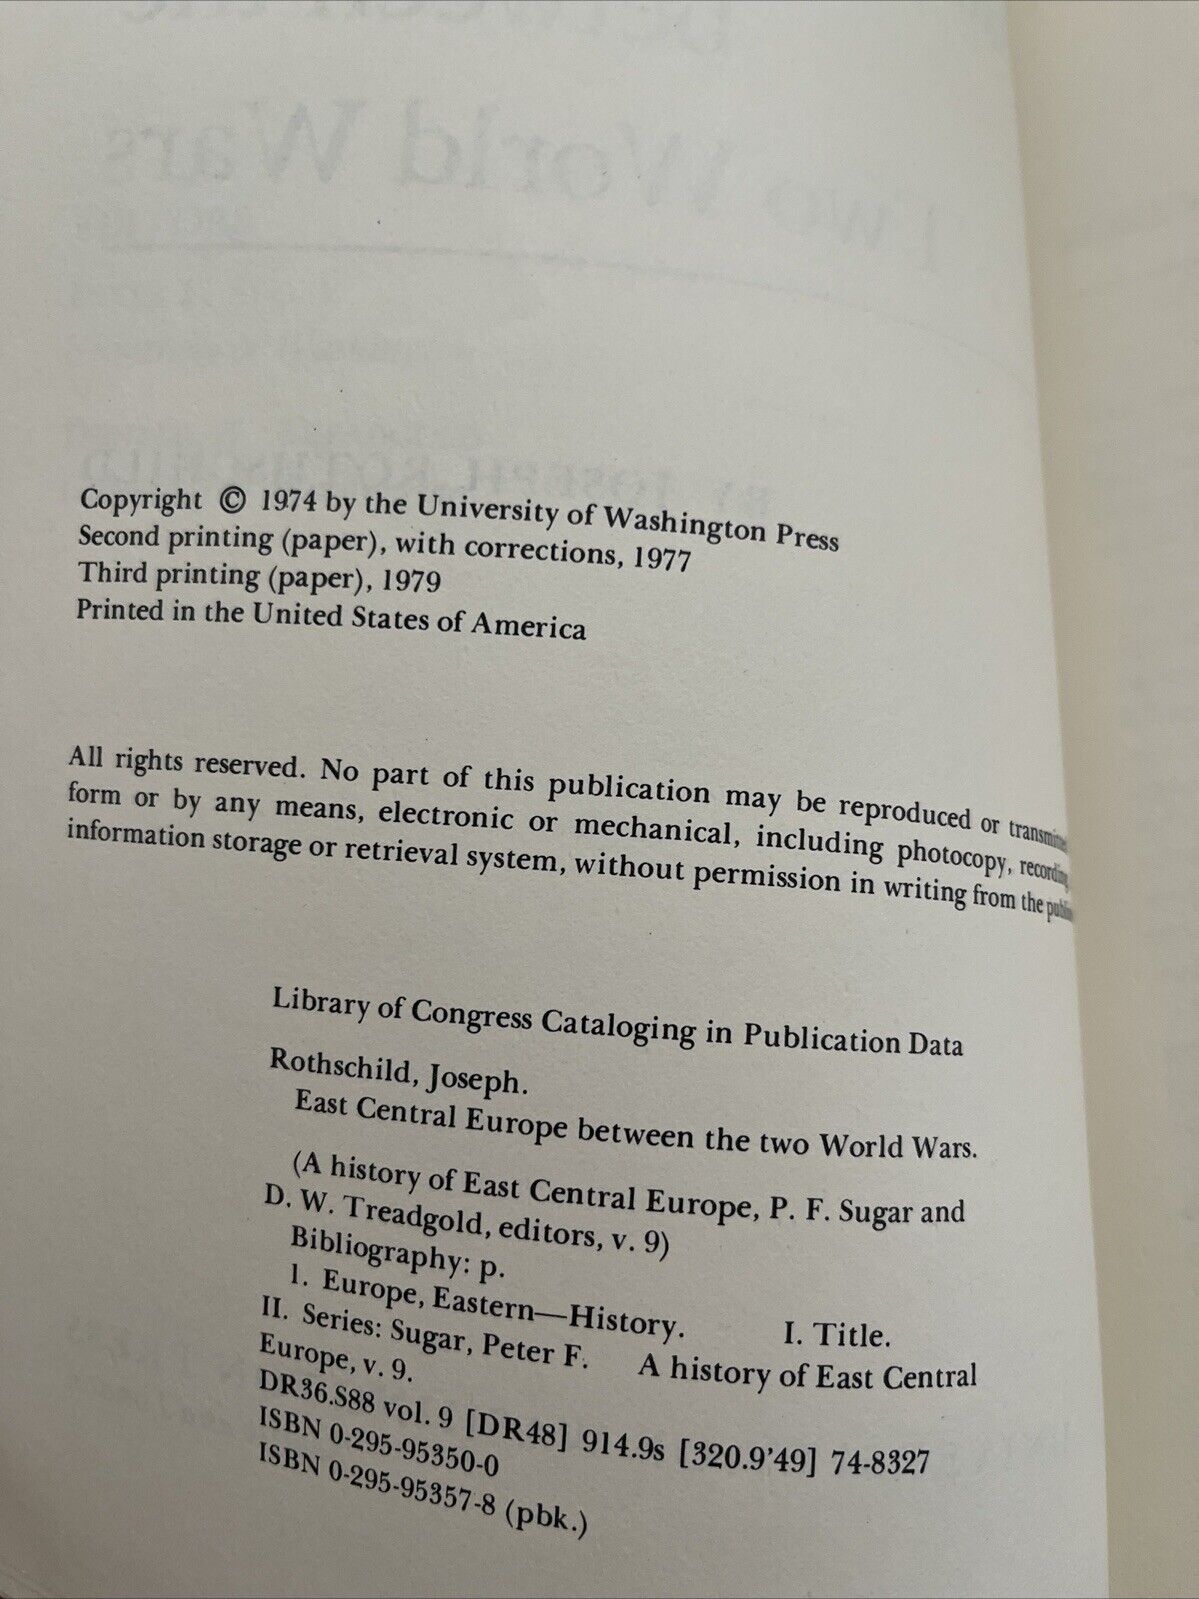 Copyright © 1974 by the University of Washington Press
Second printing (paper), with corrections, 1977
Third printing (paper), 1979
Printed in the United States of America
All rights reserved. No part of this publication may be reproduced or
form or by any means, electronic or mechanical, including photocopy, recording
information storage or retrieval system, without permission in writing from the
Library of Congress Cataloging in Publication Data
Rothschild, Joseph.
East Central Europe between the two World Wars.
(A history of East Central Europe, P. F. Sugar and
D. W. Treadgold, editors, v. 9)
Bibliography: p.
1. Europe, Eastern—History. I. Title.
II. Series: Sugar, Peter F. A history of East Central
Europe, v. 9.
DR36.S88 vol. 9 [DR48] 914.9s [320.9'49] 74-8327
ISBN 0-295-95350-0
ISBN 0-295-95357-8 (pbk.)